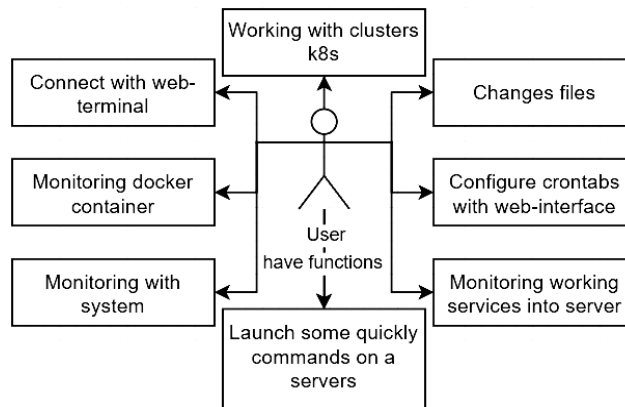 Working with clusters
k8s
Connect with web-
terminal
Changes files
Monitoring docker
container
Configure crontabs
with web-interface
User
have functions
Monitoring with
system
Monitoring working
services into server
Launch some quickly
commands on a
servers